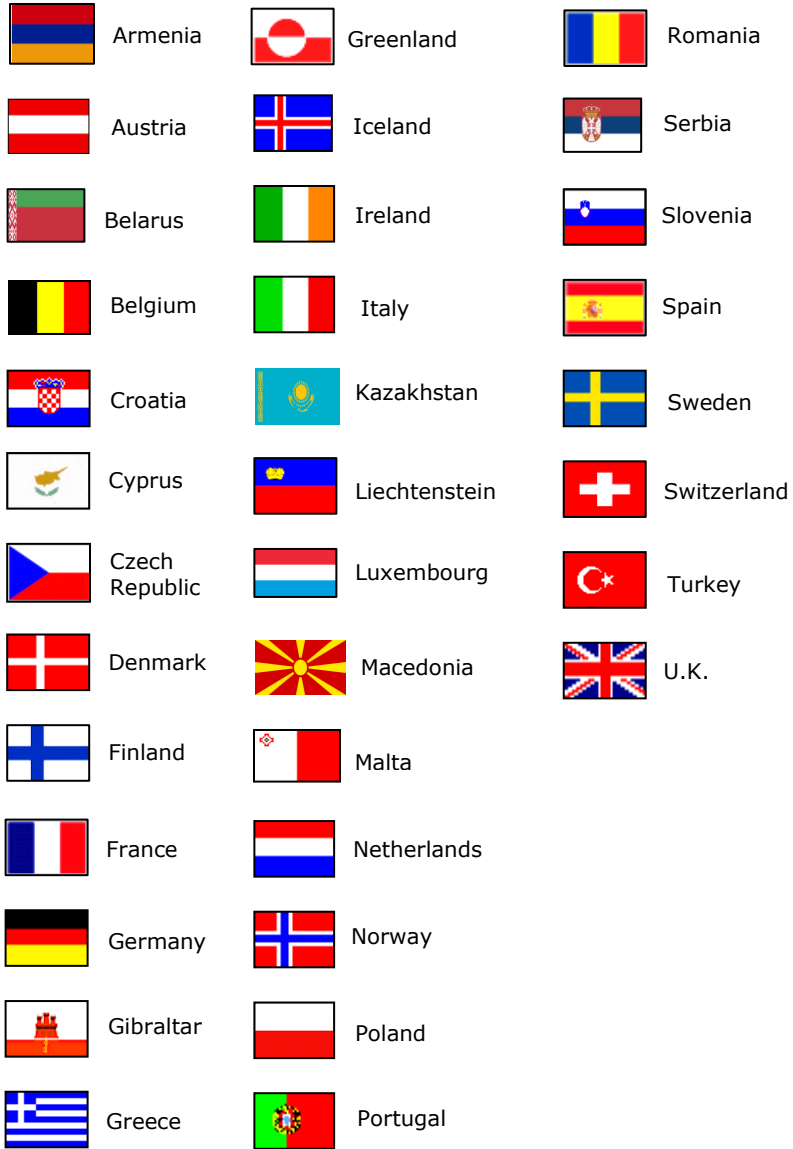 Armenia
Austria
Belarus
Belgium
Croatia
Cyprus
Czech
Republic
Denmark
Finland
France
Germany
Gibraltar
Greece
Greenland
Iceland
Ireland
Italy
Kazakhstan
Liechtenstein
Luxembourg
Macedonia
Malta
Netherlands
Norway
Poland
Portugal
Romania
Serbia
Slovenia
Spain
Sweden
Switzerland
Turkey
U.K.